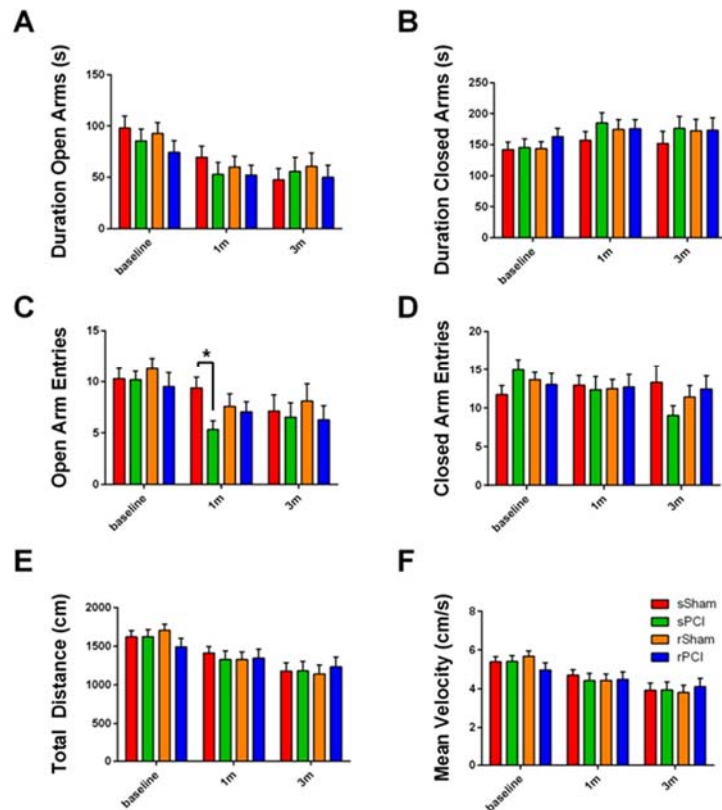 A
Duration Open Arms (s)
150
100
50
0
baseline
1m
3m
B
Duration Closed Arms (s)
250
200
150
100
50
0
baseline
1m
3m
C
Open Arm Entries
15
10
5
0
*
baseline
1m
3m
D
Closed Arm Entries
20
15
10
5
0
baseline
1m
3m
E
Total Distance (cm)
2000
1500
1000
500
0
baseline
1m
3m
F
Mean Velocity (cm/s)
8
6
4
2
0
sSham
sPCI
rSham
rPCI
baseline
1m
3m